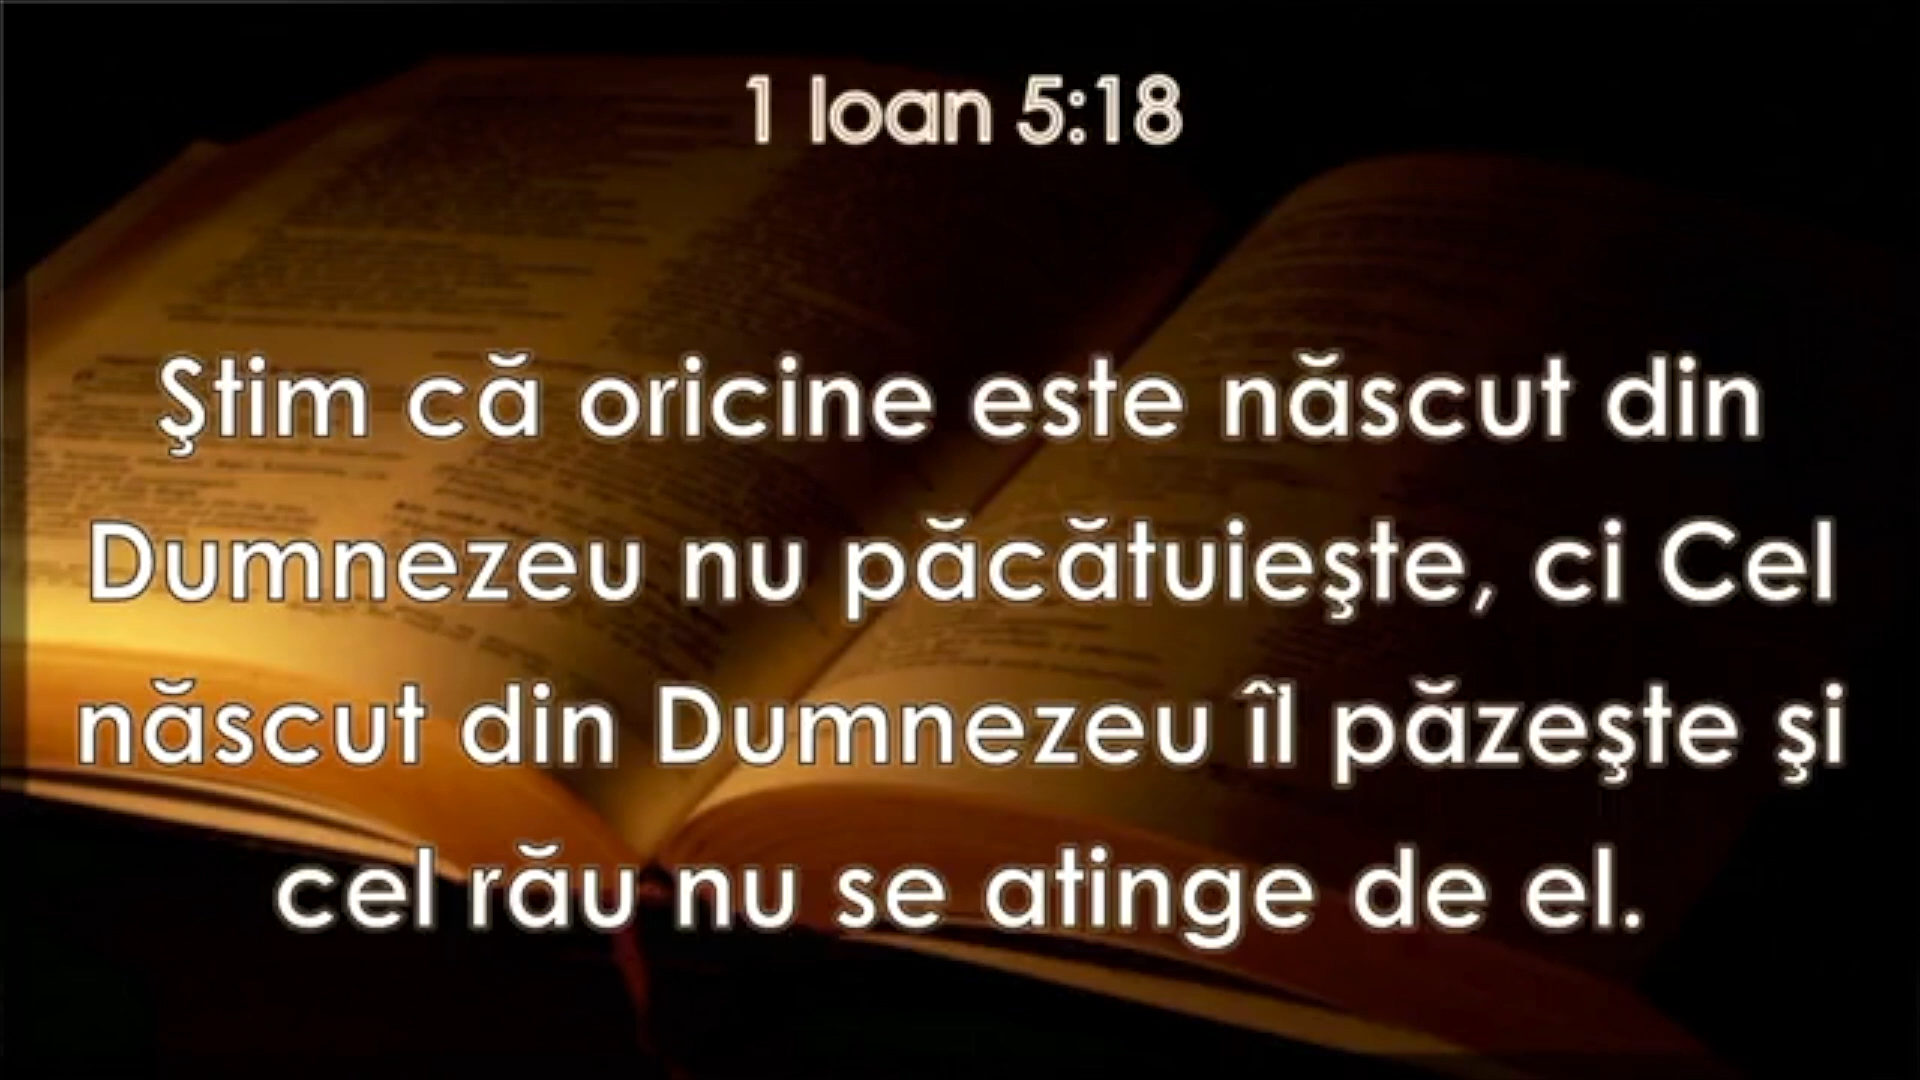 1 Ioan 5:18
Ştim că oricine este născut din
Dumnezeu nu păcătuieşte, ci Cel
născut din Dumnezeu îl păzeşte şi
cel rău nu se atinge de el.